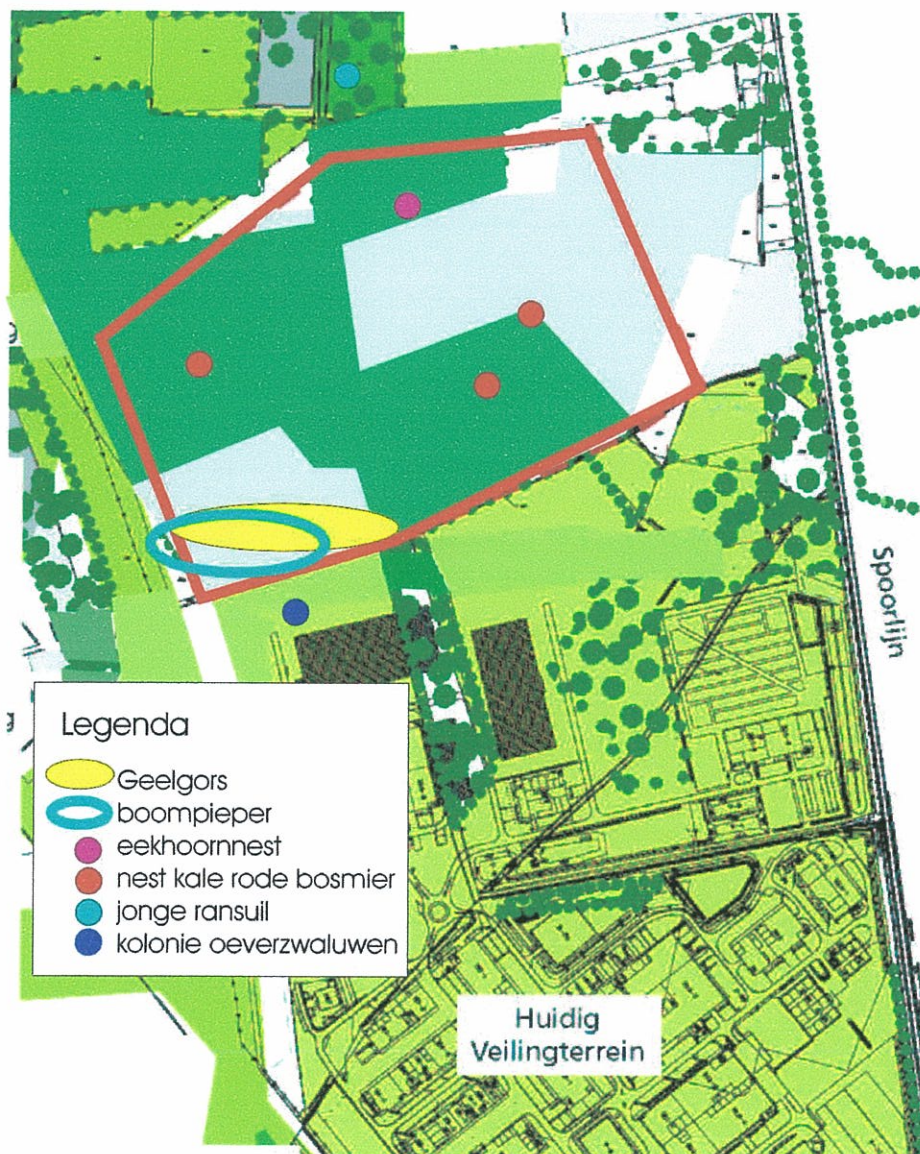 Spoorlijn
Legenda
Geelgors
boompieper
eekhoornnest
nest kale rode bosmier
jonge ransuil
kolonie oeverzwaluwen
Huidig
Veilingterrein